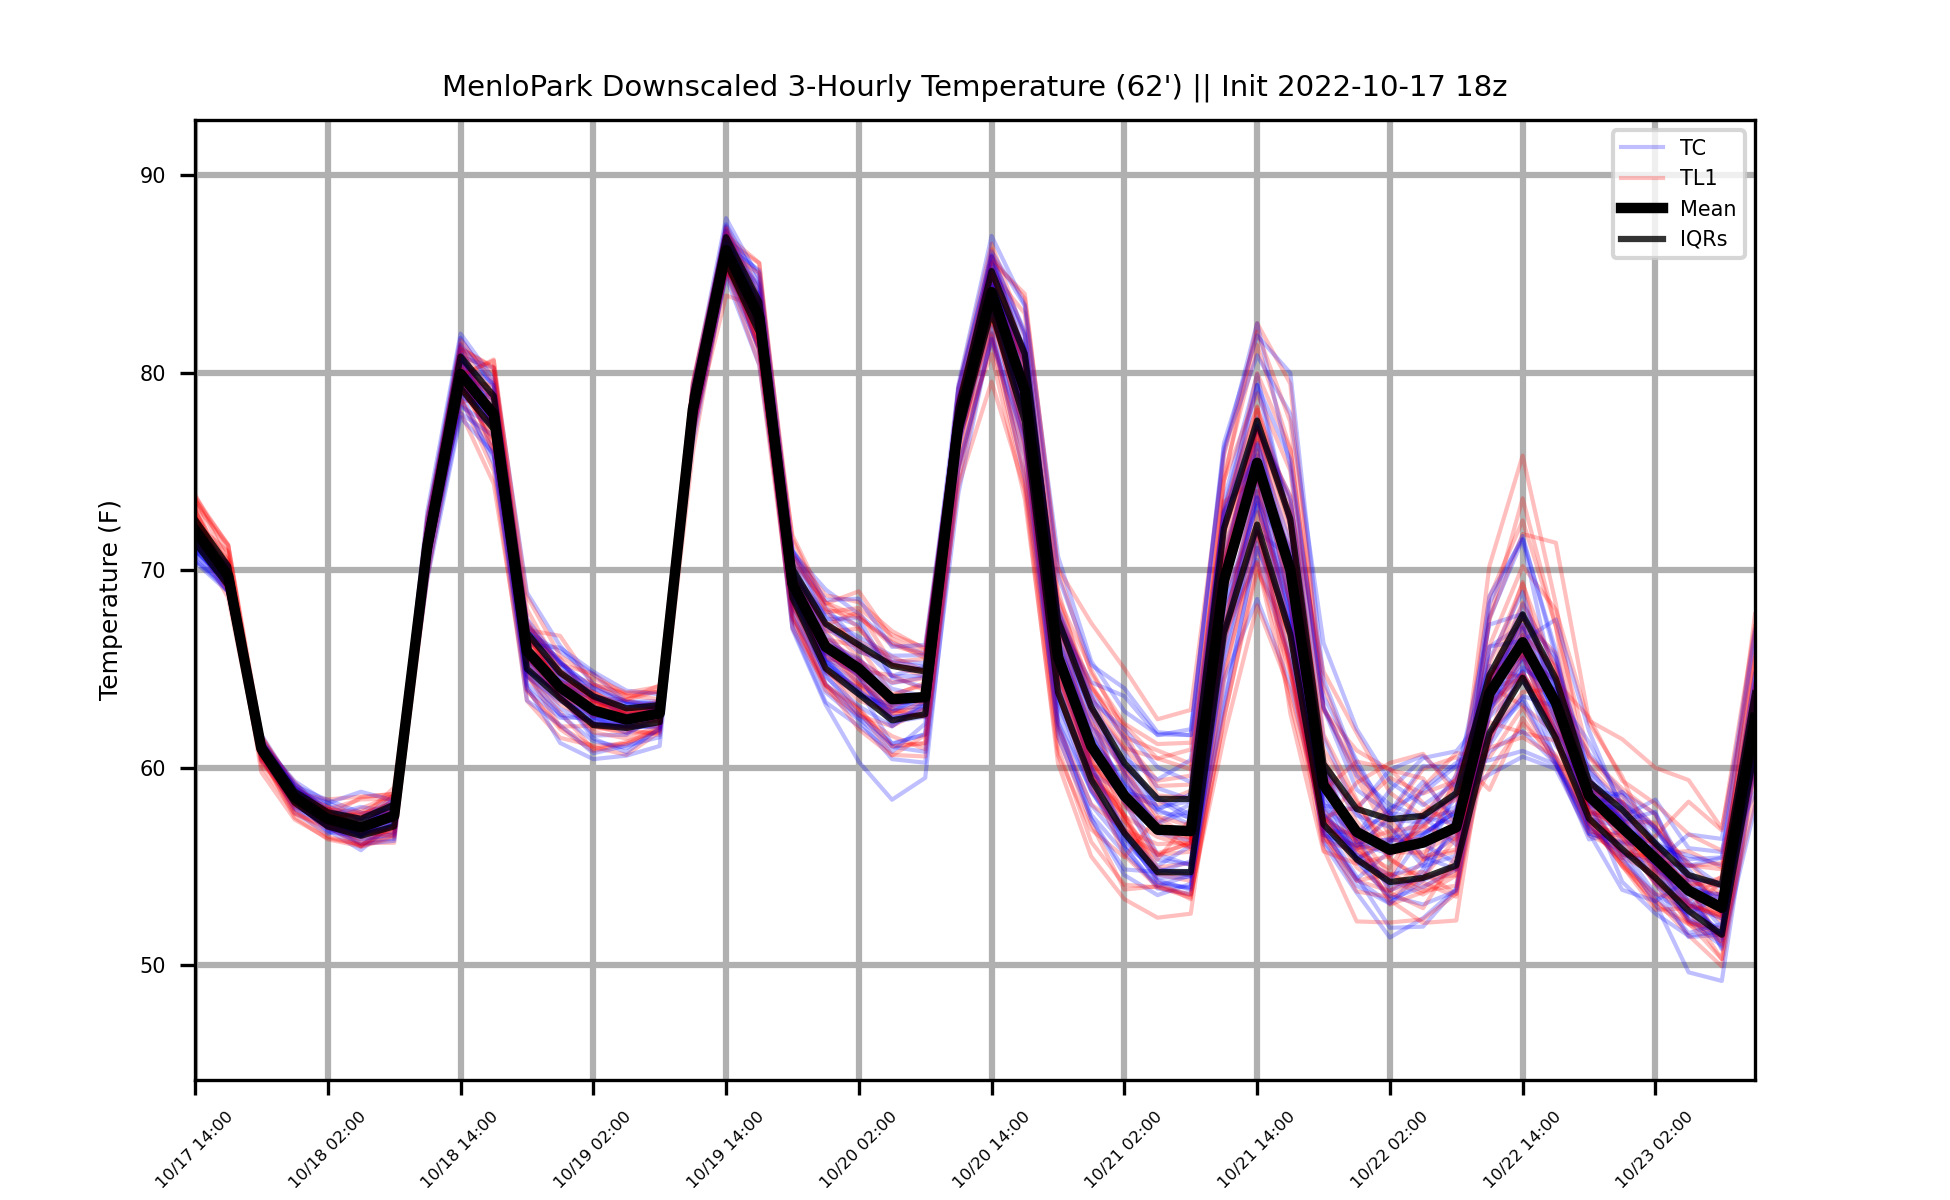 MenloPark Downscaled 3-Hourly Temperature (62') || Init 2022-10-17 18z
TC
TL1
Mean
IQRs
Temperature (F)
90
80
70
60
50
10/17 14:00
10/18 02:00
10/18 14:00
10/19 02:00
10/19 14:00
10/20 02:00
10/20 14:00
10/21 02:00
10/21 14:00
10/22 02:00
10/22 14:00
10/23 02:00